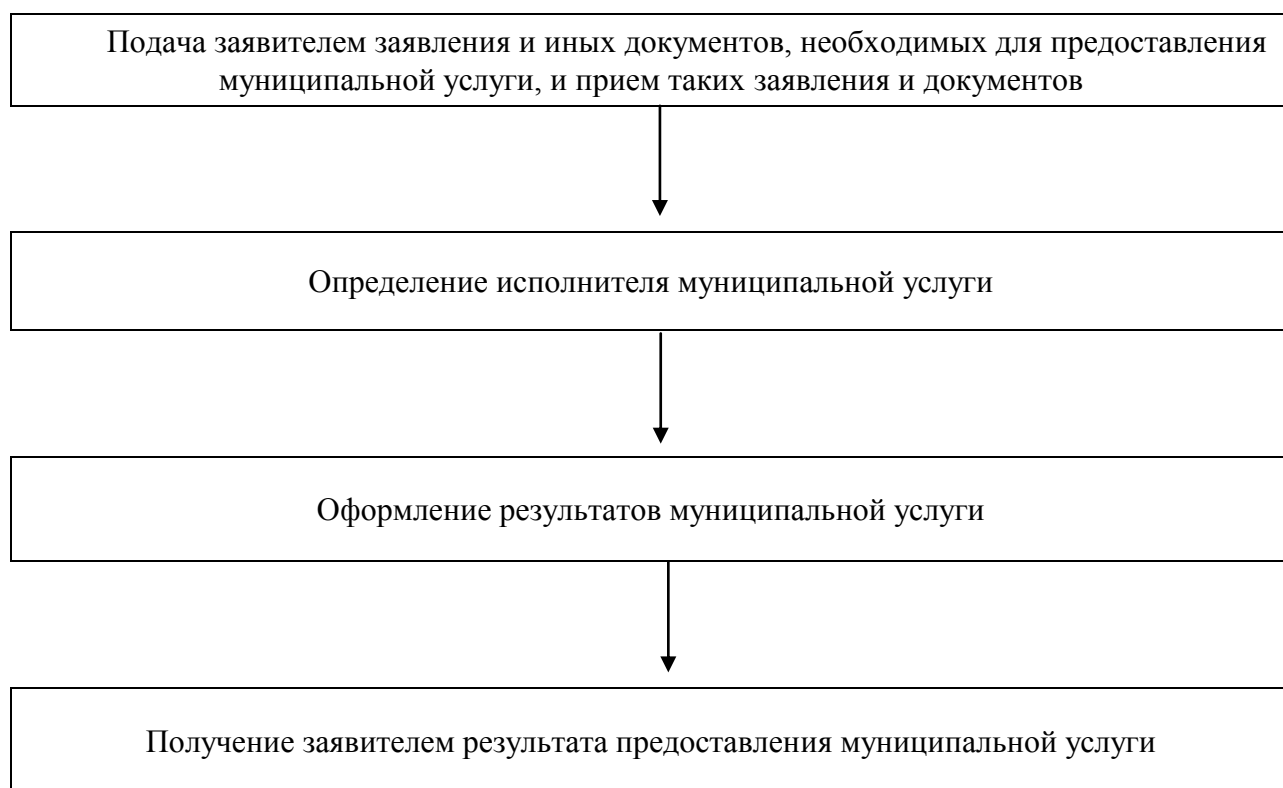 Подача заявителем заявления и иных документов, необходимых для предоставления
муниципальной услуги, и прием таких заявления и документов
Определение исполнителя муниципальной услуги
Оформление результатов муниципальной услуги
Получение заявителем результата предоставления муниципальной услуги